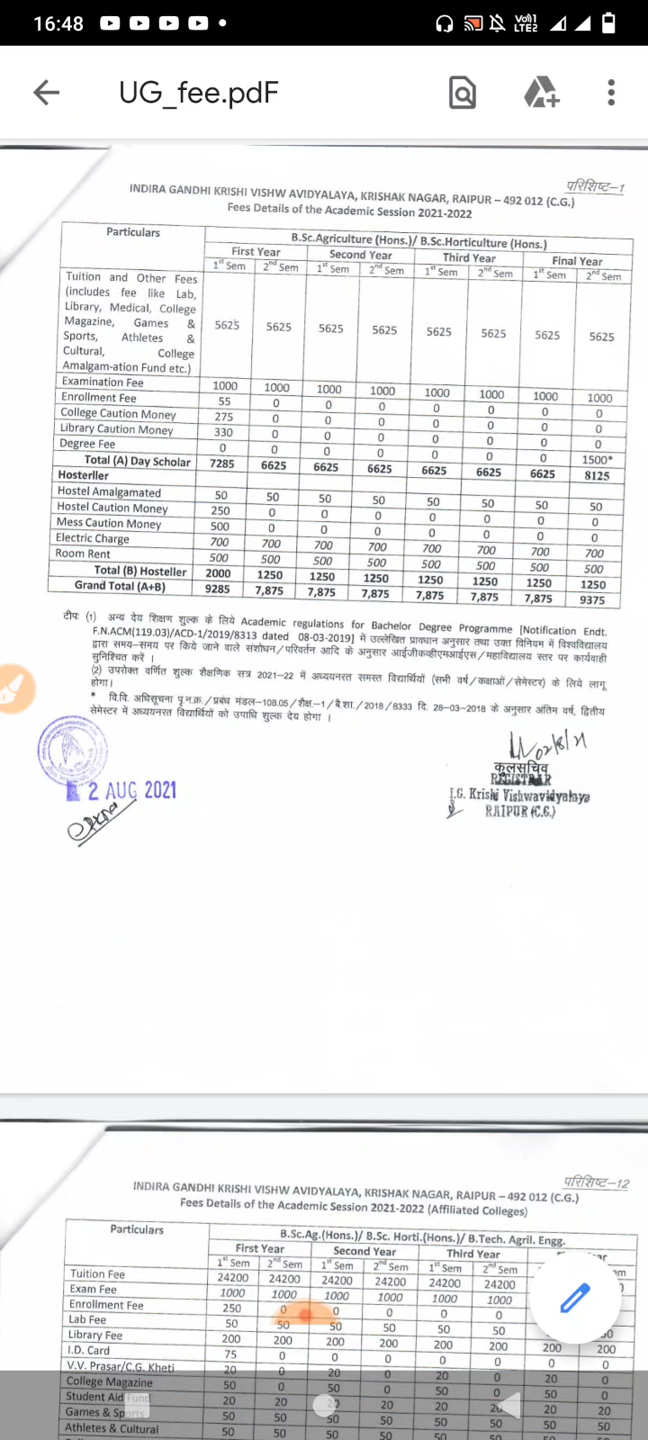 16:48
VoI) LTE2
UG_fee.pdF
परिशिष्ट-1
INDIRA GANDHI KRISHI VISHW AVIDYALAYA, KRISHAK NAGAR, RAIPUR – 492 012 (C.G.)
Fees Details of the Academic Session 2021-2022
Particulars B.Sc.Agriculture (Hons.)/ B.Sc.Horticulture (Hons.)
First Year Second Year Third Year Final Year
1st Sem 2nd Sem 1st Sem 2nd Sem 1st Sem 2nd Sem 1st Sem 2nd Sem
Tuition and Other Fees
(includes fee like Lab,
Library, Medical, College
Magazine, Games &
Sports, Athletes &
Cultural, College
Amalgam-ation Fund etc.)
5625 5625 5625 5625 5625 5625 5625 5625
Examination Fee 1000 1000 1000 1000 1000 1000 1000 1000
Enrollment Fee 55 0 0 0 0 0 0 0
College Caution Money 275 0 0 0 0 0 0 0
Library Caution Money 330 0 0 0 0 0 0 0
Degree Fee 0 0 0 0 0 0 0 1500*
Total (A) Day Scholar 7285 6625 6625 6625 6625 6625 6625 8125
Hosterller
Hostel Amalgamated 50 50 50 50 50 50 50 50
Hostel Caution Money 250 0 0 0 0 0 0 0
Mess Caution Money 500 0 0 0 0 0 0 0
Electric Charge 700 700 700 700 700 700 700 700
Room Rent 500 500 500 500 500 500 500 500
Total (B) Hosteller 2000 1250 1250 1250 1250 1250 1250 1250
Grand Total (A+B) 9285 7,875 7,875 7,875 7,875 7,875 7,875 9375
टीपः (1) अन्य देय शिक्षण शुल्क के लिये Academic regulations for Bachelor Degree Programme [Notification Endt.
F.N.ACM(119.03)/ACD-1/2019/8313 dated 08-03-2019] में उल्लेखित प्रावधान अनुसार तथा उक्त विनियम में विश्वविद्यालय
द्वारा समय–समय पर किये जाने वाले संशोधन/परिवर्तन आदि के अनुसार आईजीकेव्हीएमआईएस/महाविद्यालय स्तर पर कार्यवाही
सुनिश्चित करें ।
(2) उपरोक्त वर्णित शुल्क शैक्षणिक सत्र 2021–22 में अध्ययनरत समस्त विद्यार्थियों (सभी वर्ष/कक्षाओं/सेमेस्टर) के लिये लागू
होगा।
* वि.वि. अधिसूचना पृ.न.क्र./प्रबंध मंडल–108.05/शैक्ष.–1/बै.शा./2018/8333 दि. 28–03–2018 के अनुसार अंतिम वर्ष, द्वितीय
सेमेस्टर में अध्ययनरत विद्यार्थियों को उपाधि शुल्क देय होगा ।
02/8/21
कुलसचिव
REGISTRAR
I.G. Krishi Vishwavidyalaya
RAIPUR (C.G.)
2 AUG 2021
परिशिष्ट–12
INDIRA GANDHI KRISHI VISHW AVIDYALAYA, KRISHAK NAGAR, RAIPUR – 492 012 (C.G.)
Fees Details of the Academic Session 2021-2022 (Affiliated Colleges)
Particulars B.Sc.Ag.(Hons.)/ B.Sc. Horti.(Hons.)/ B.Tech. Agril. Engg.
First Year Second Year Third Year
1st Sem 2nd Sem 1st Sem 2nd Sem 1st Sem 2nd Sem
Tuition Fee 24200 24200 24200 24200 24200 24200
Exam Fee 1000 1000 1000 1000 1000 1000
Enrollment Fee 250 0 0 0 0 0
Lab Fee 50 50 50 50 50 50
Library Fee 200 200 200 200 200 200 200 200
I.D. Card 75 0 0 0 0 0 0 0
V.V. Prasar/C.G. Kheti 20 0 20 0 20 0 20 0
College Magazine 50 0 50 0 50 0 50 0
Student Aid Fund 20 20 20 20 20 20 20 20
Games & Sports 50 50 50 50 50 50 50 50
Athletes & Cultural 50 50 50 50 50 50 50 50